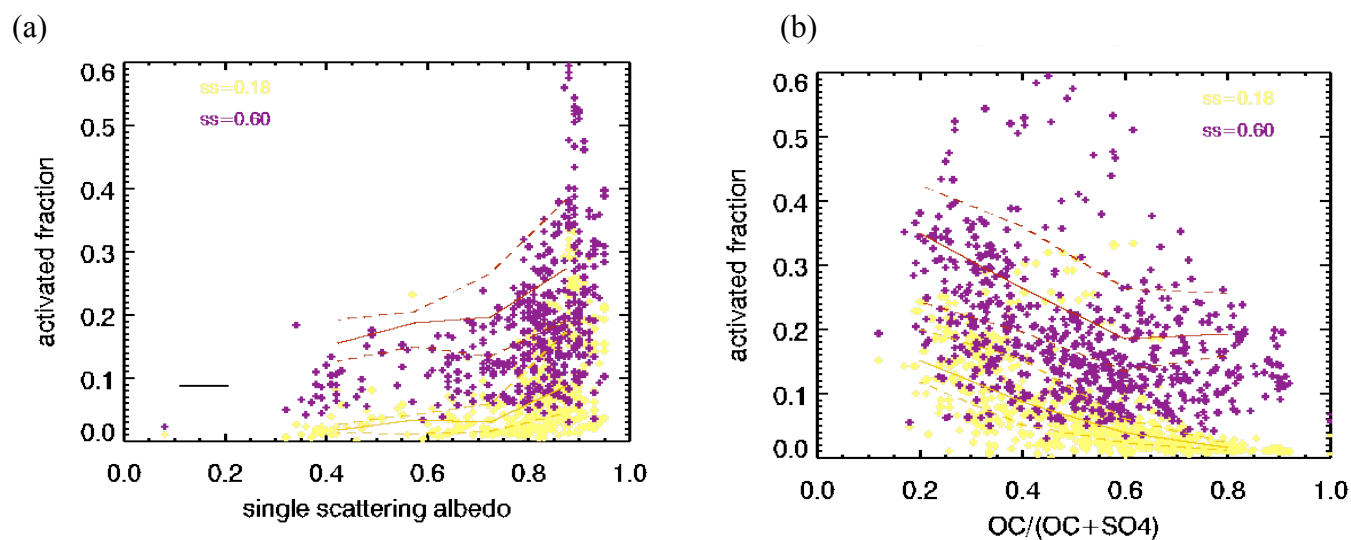 (a)
(b)
0.6
0.5
0.4
0.3
0.2
0.1
0.0
activated fraction
ss=0.18
ss=0.60
0.0 0.2 0.4 0.6 0.8 1.0
single scattering albedo
0.6
0.5
0.4
0.3
0.2
0.1
0.0
activated fraction
ss=0.18
ss=0.60
0.0 0.2 0.4 0.6 0.8 1.0
OC/(OC+SO4)